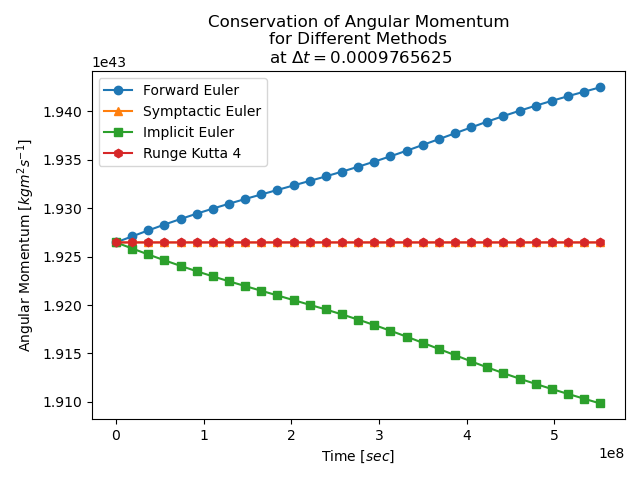 Conservation of Angular Momentum
for Different Methods
at Δt = 0.0009765625
1e43
Forward Euler
Symptactic Euler
Implicit Euler
Runge Kutta 4
1.940
1.935
1.930
1.925
1.920
1.915
1.910
Angular Momentum [kgm²s⁻¹]
0 1 2 3 4 5
1e8
Time [sec]